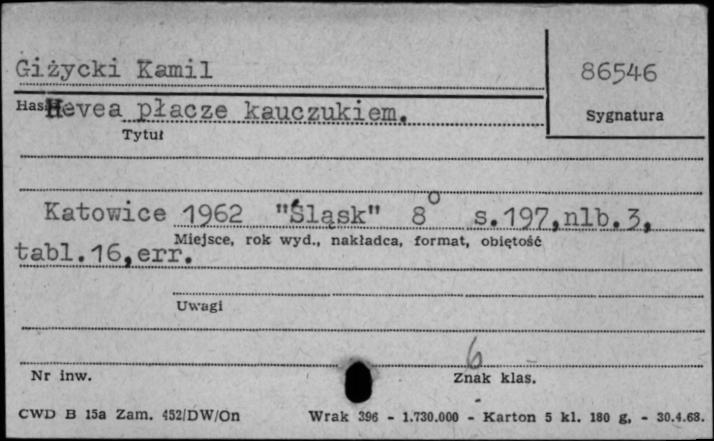 Giżycki Kamil
86546
Hasło Hevea płacze kauczukiem.
Sygnatura
Tytuł
Katowice 1962 "Śląsk" 8° s.197,nlb.3,
Miejsce, rok wyd., nakładca, format, objętość
tabl.16,err.
Uwagi
6
Nr inw.
Znak klas.
CWD B 15a Zam. 452/DW/On Wrak 396 - 1.730.000 - Karton 5 kl. 180 g. - 30.4.68.